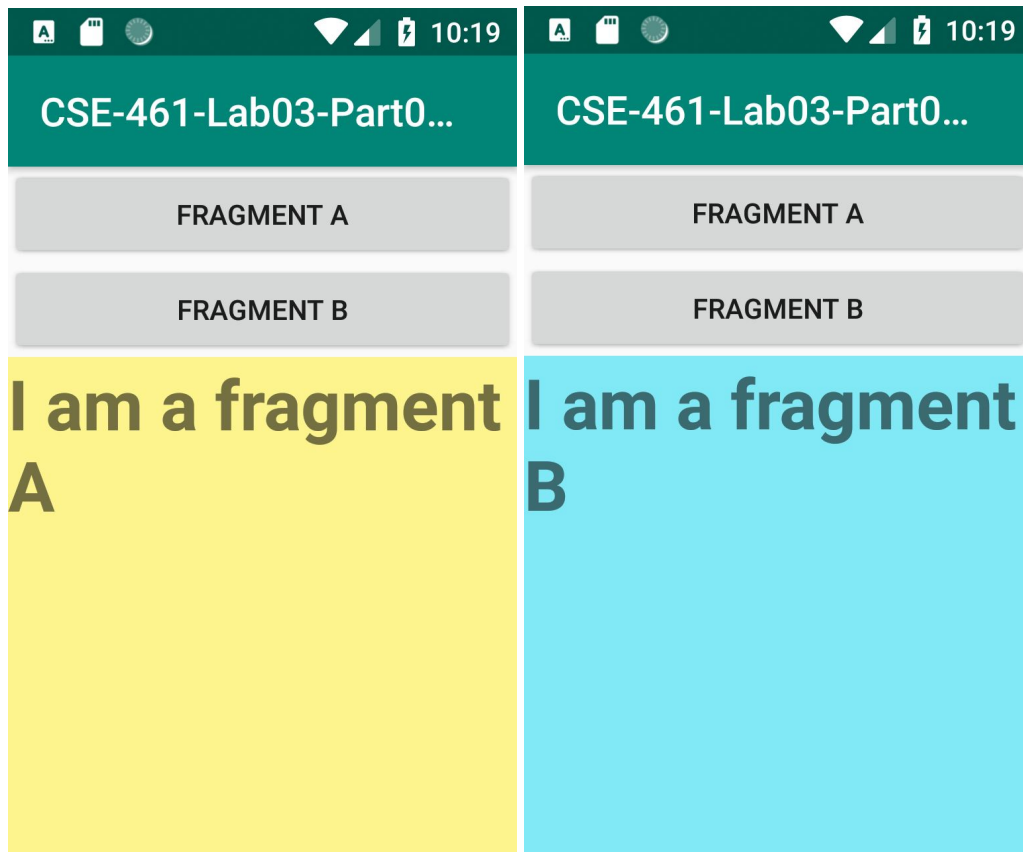 10:19
CSE-461-Lab03-Part0...
FRAGMENT A
FRAGMENT B
I am a fragment
A
10:19
CSE-461-Lab03-Part0...
FRAGMENT A
FRAGMENT B
I am a fragment
B